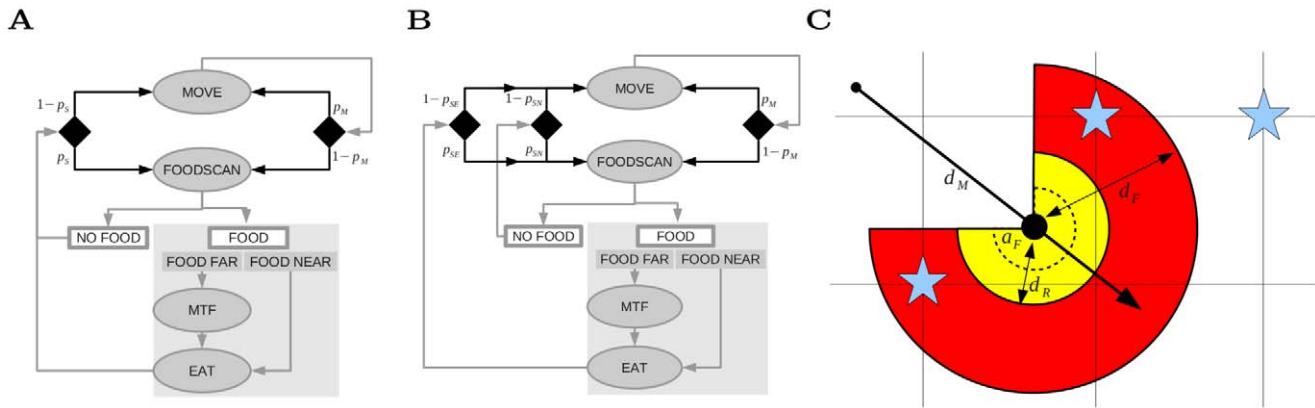 A
MOVE
1− p_S
p_M
p_S
1− p_M
FOODSCAN
NO FOOD
FOOD
FOOD FAR
FOOD NEAR
MTF
EAT
B
MOVE
1− p_SE
1− p_SN
p_M
p_SE
p_SN
1− p_M
FOODSCAN
NO FOOD
FOOD
FOOD FAR
FOOD NEAR
MTF
EAT
C
d_M
d_F
a_F
d_R